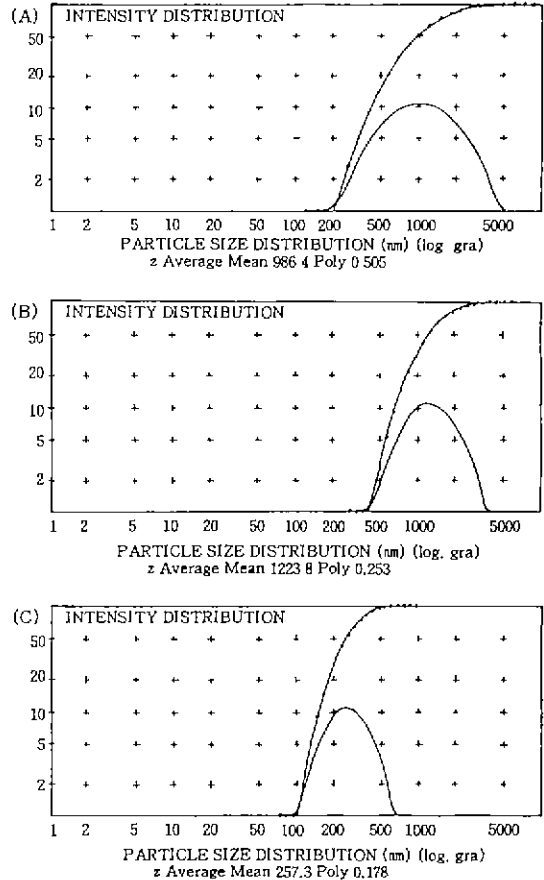 (A) INTENSITY DISTRIBUTION
50
20
10
5
2
1 2 5 10 20 50 100 200 500 1000 5000
PARTICLE SIZE DISTRIBUTION (nm) (log gra)
z Average Mean 986 4 Poly 0 505
(B) INTENSITY DISTRIBUTION
50
20
10
5
2
1 2 5 10 20 50 100 200 500 1000 5000
PARTICLE SIZE DISTRIBUTION (nm) (log. gra)
z Average Mean 1223 8 Poly 0,253
(C) INTENSITY DISTRIBUTION
50
20
10
5
2
1 2 5 10 20 50 100 200 500 1000 5000
PARTICLE SIZE DISTRIBUTION (nm) (log. gra)
z Average Mean 257.3 Poly 0,178